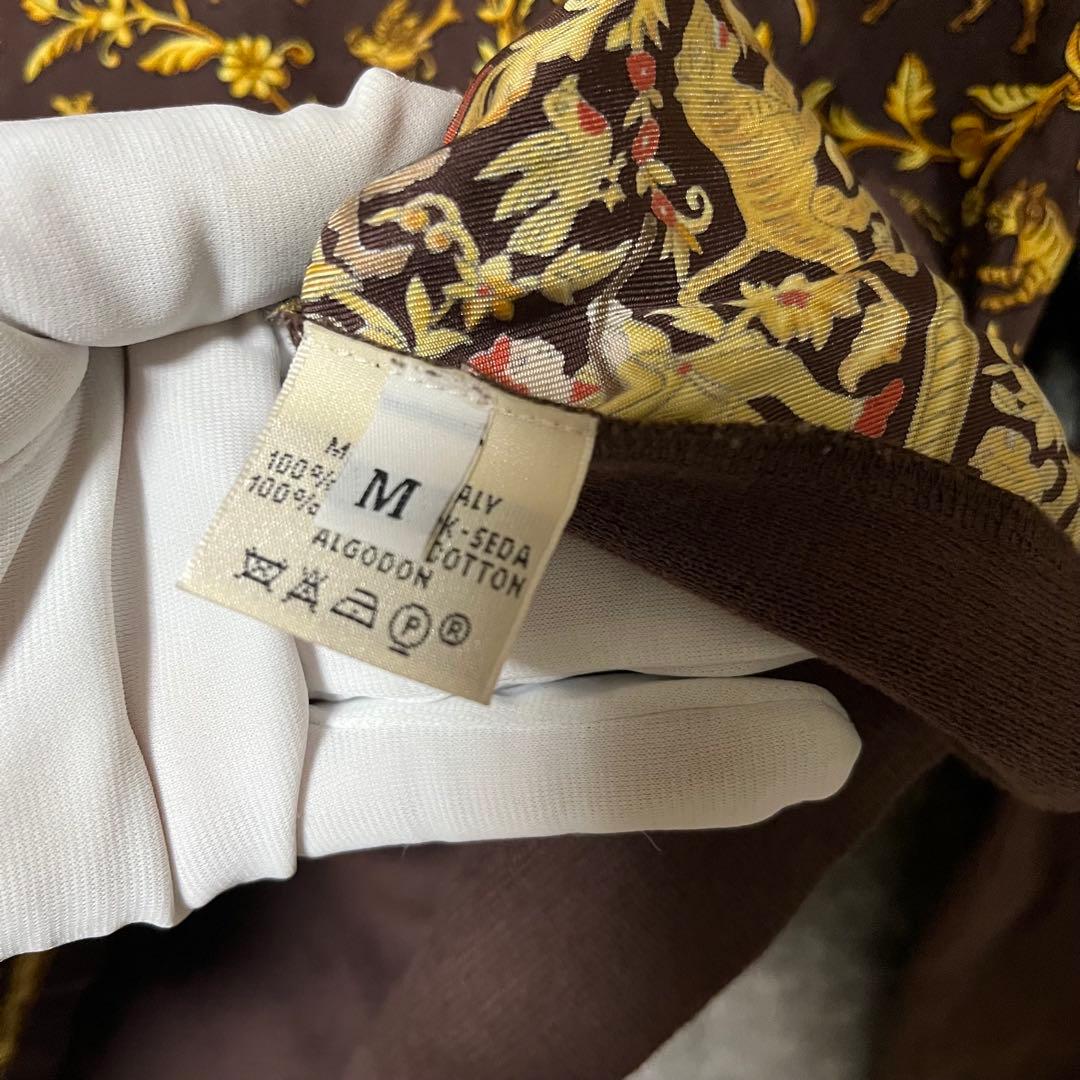 M
M ALY
100% K-SEDA
100% COTTON
ALGODON
P R